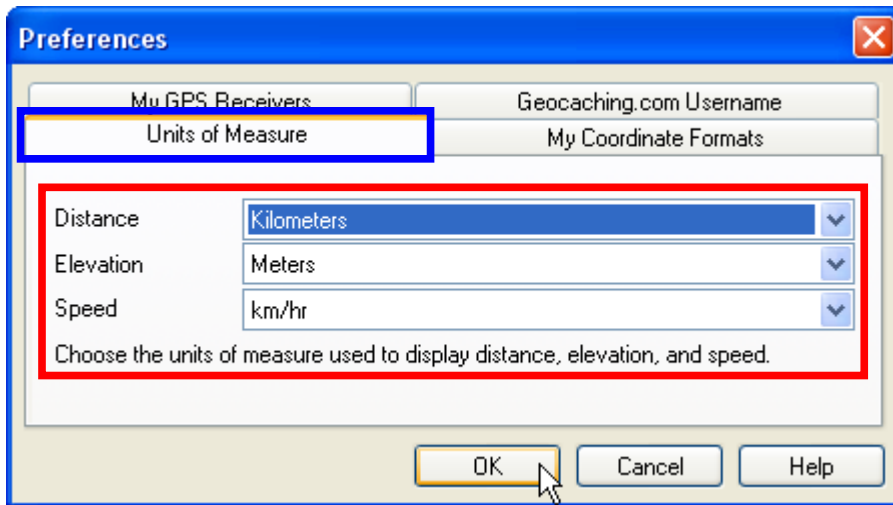 Preferences
My GPS Receivers Geocaching.com Username
Units of Measure My Coordinate Formats
Distance Kilometers
Elevation Meters
Speed km/hr
Choose the units of measure used to display distance, elevation, and speed.
OK Cancel Help